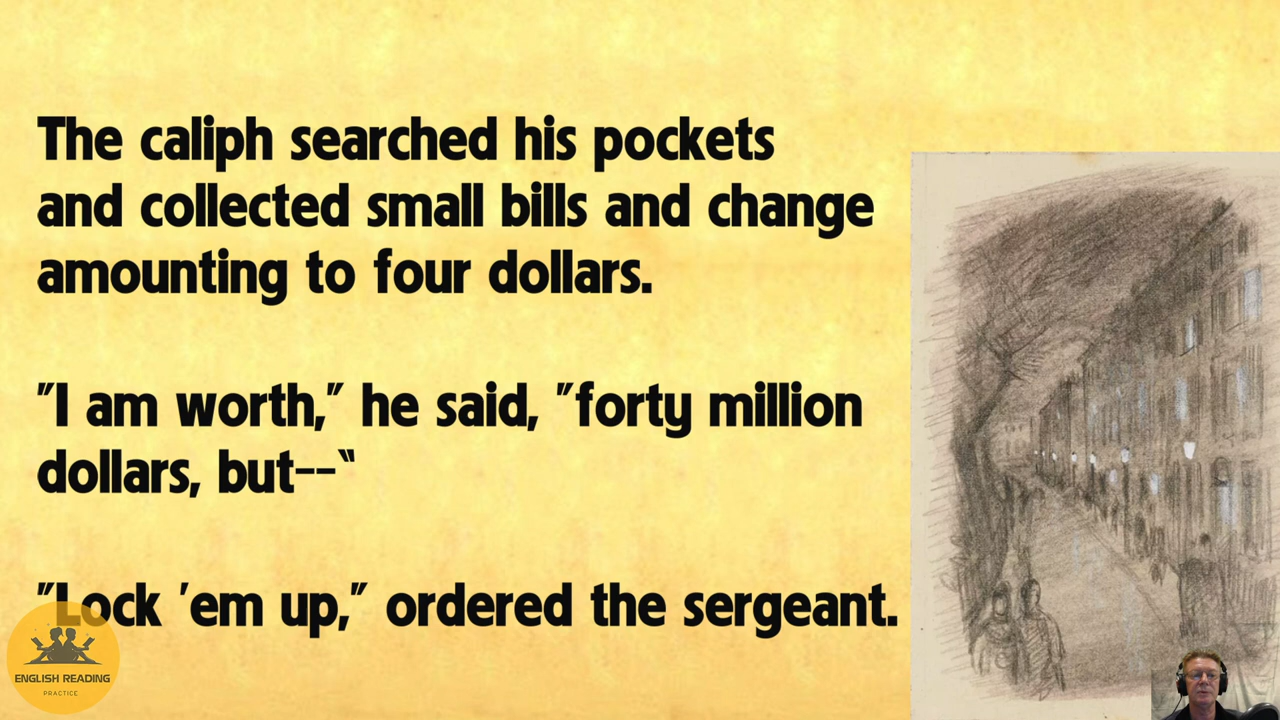 The caliph searched his pockets
and collected small bills and change
amounting to four dollars.
"I am worth," he said, "forty million
dollars, but--‟
"Lock 'em up," ordered the sergeant.
ENGLISH READING
PRACTICE